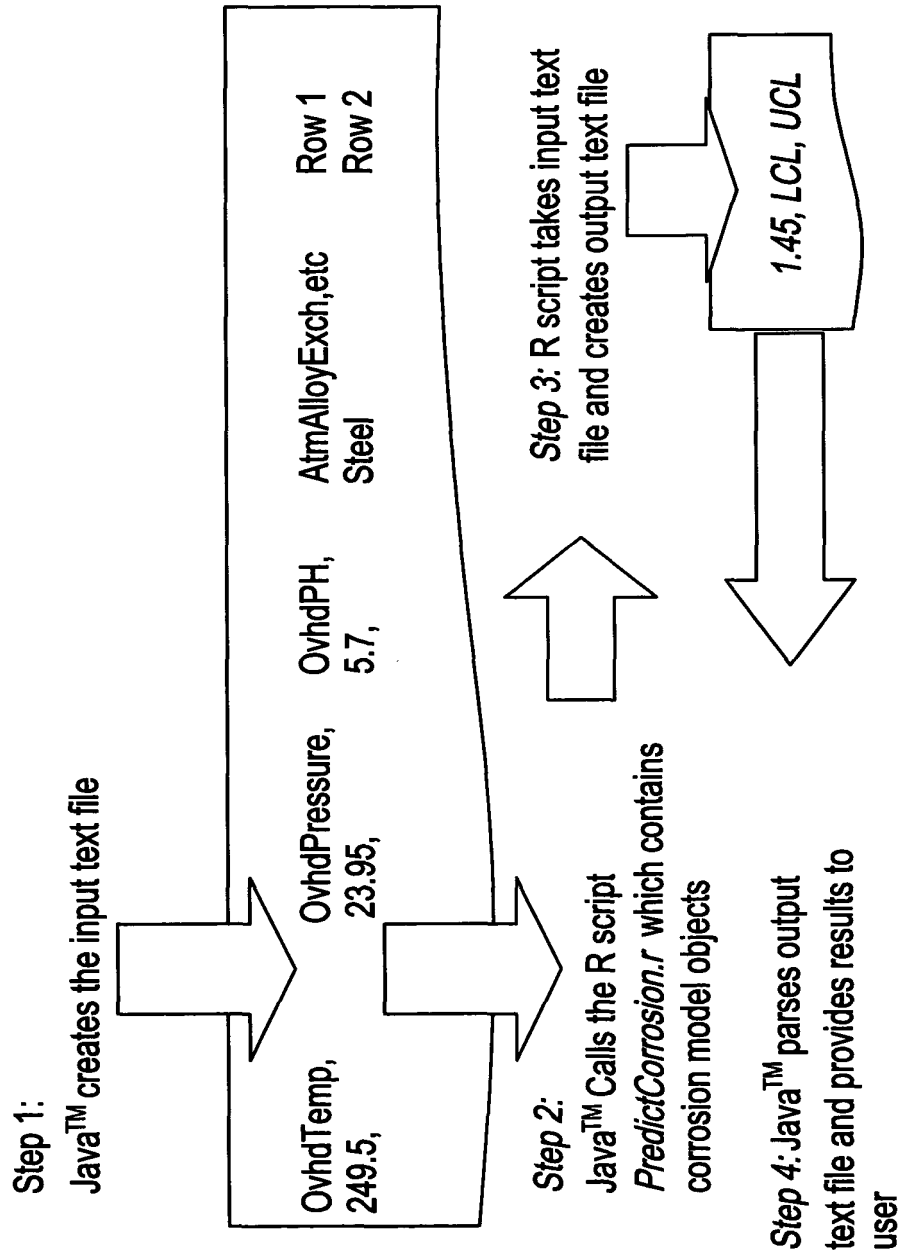 Step 1:
Java™ creates the input text file
OvhdTemp, OvhdPressure, OvhdPH, AtmAlloyExch,etc Row 1
249.5, 23.95, 5.7, Steel Row 2
Step 2:
Java™ Calls the R script
PredictCorrosion.r which contains
corrosion model objects
Step 3: R script takes input text
file and creates output text file
1.45, LCL, UCL
Step 4: Java™ parses output
text file and provides results to
user